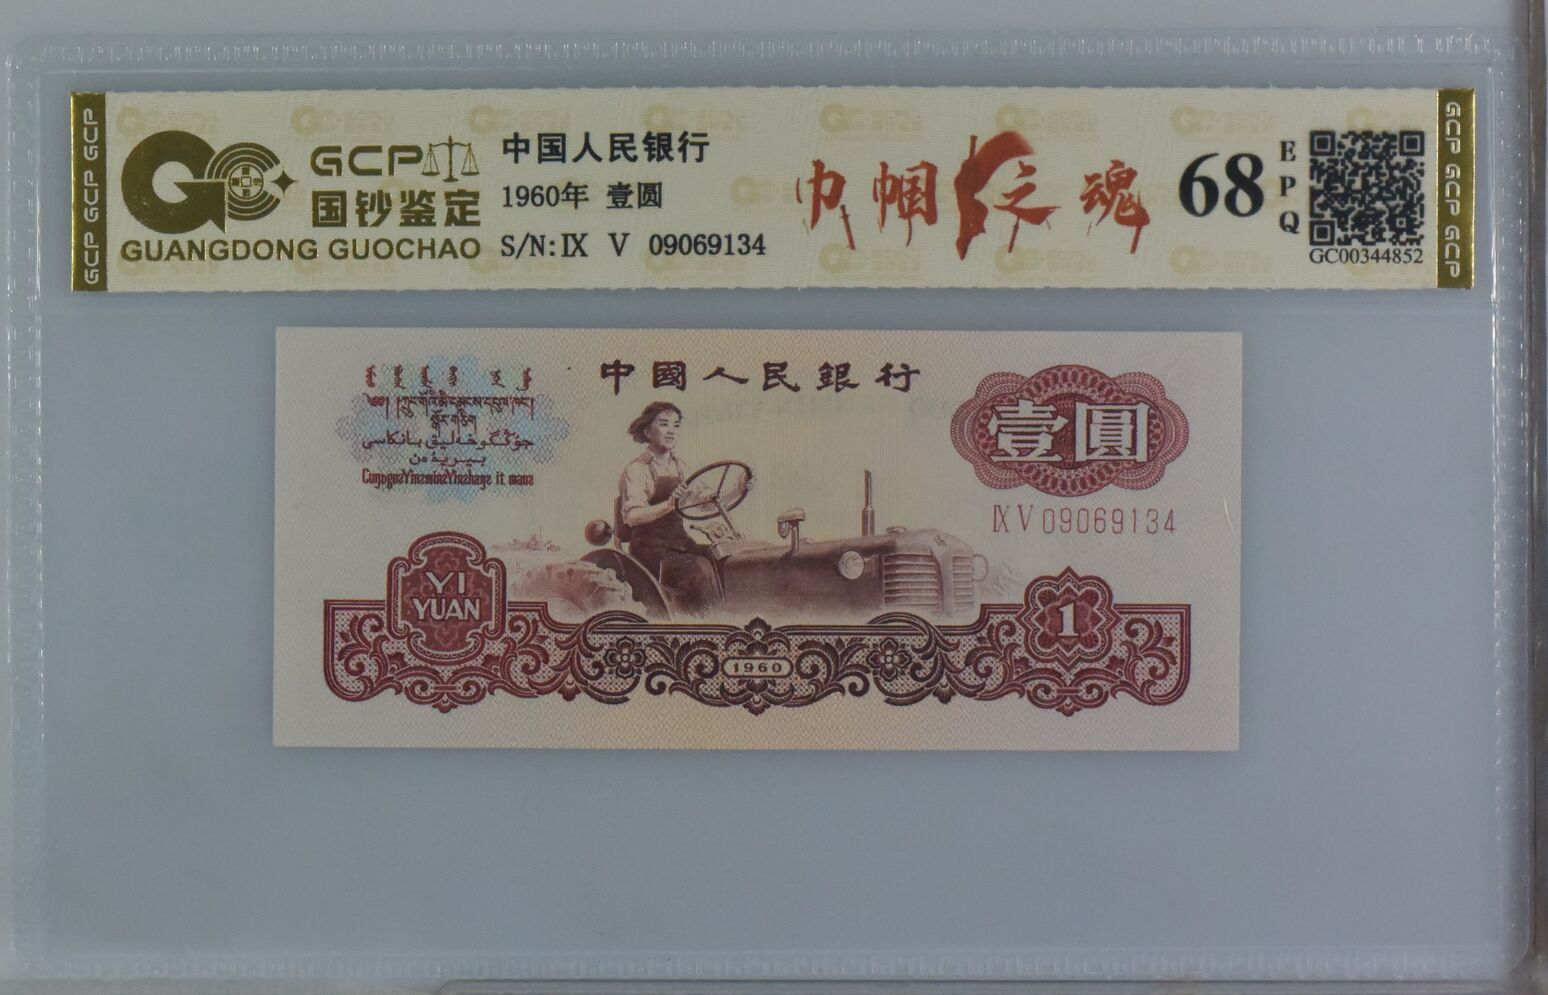 GCP GCP GCP
GCP
国钞鉴定
GUANGDONG GUOCHAO
中国人民银行
1960年 壹圆
S/N: IX V 09069134
巾帼红魂
68
EPQ
GC00344852
GCP GCP GCP
中國人民銀行
壹圓
IX V 09069134
YI
YUAN
1960
1